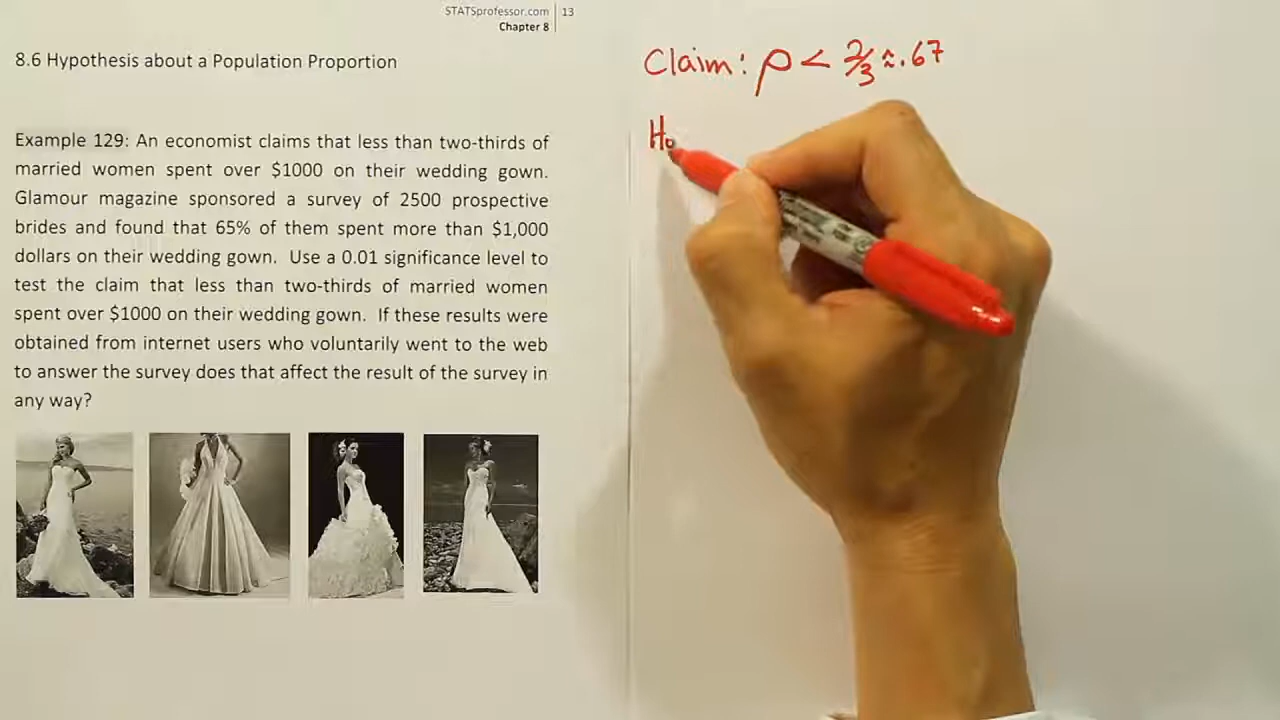 STATSprofessor.com | 13
Chapter 8
8.6 Hypothesis about a Population Proportion
Example 129: An economist claims that less than two-thirds of
married women spent over $1000 on their wedding gown.
Glamour magazine sponsored a survey of 2500 prospective
brides and found that 65% of them spent more than $1,000
dollars on their wedding gown. Use a 0.01 significance level to
test the claim that less than two-thirds of married women
spent over $1000 on their wedding gown. If these results were
obtained from internet users who voluntarily went to the web
to answer the survey does that affect the result of the survey in
any way?
Claim: ρ < 2/3 ≈ .67
H₀